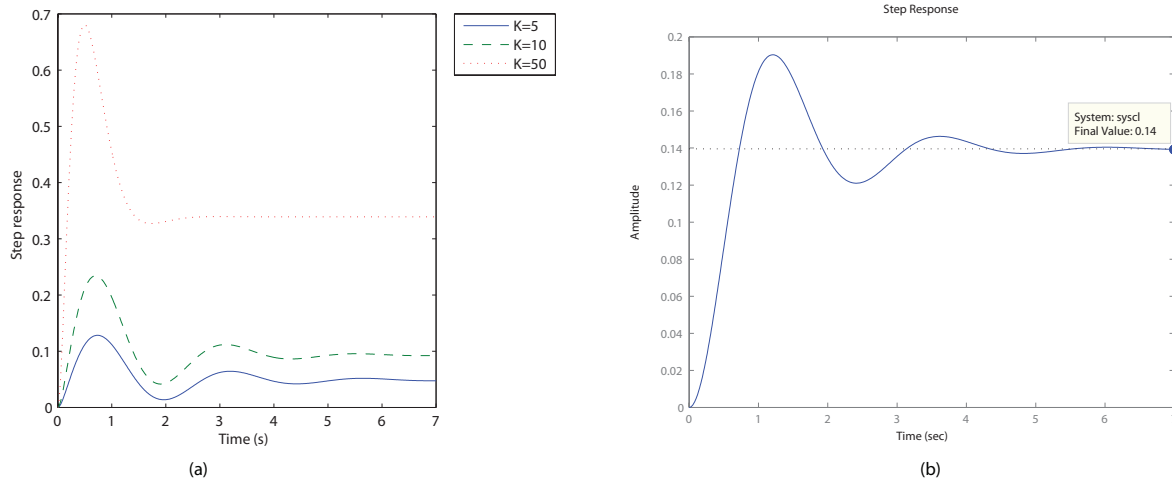 0.7
0.6
0.5
0.4
0.3
0.2
0.1
0
Step response
0 1 2 3 4 5 6 7
Time (s)
K=5
K=10
K=50
(a)
Step Response
0.2
0.18
0.16
0.14
0.12
0.1
0.08
0.06
0.04
0.02
0
Amplitude
System: syscl
Final Value: 0.14
0 1 2 3 4 5 6 7
Time (sec)
(b)